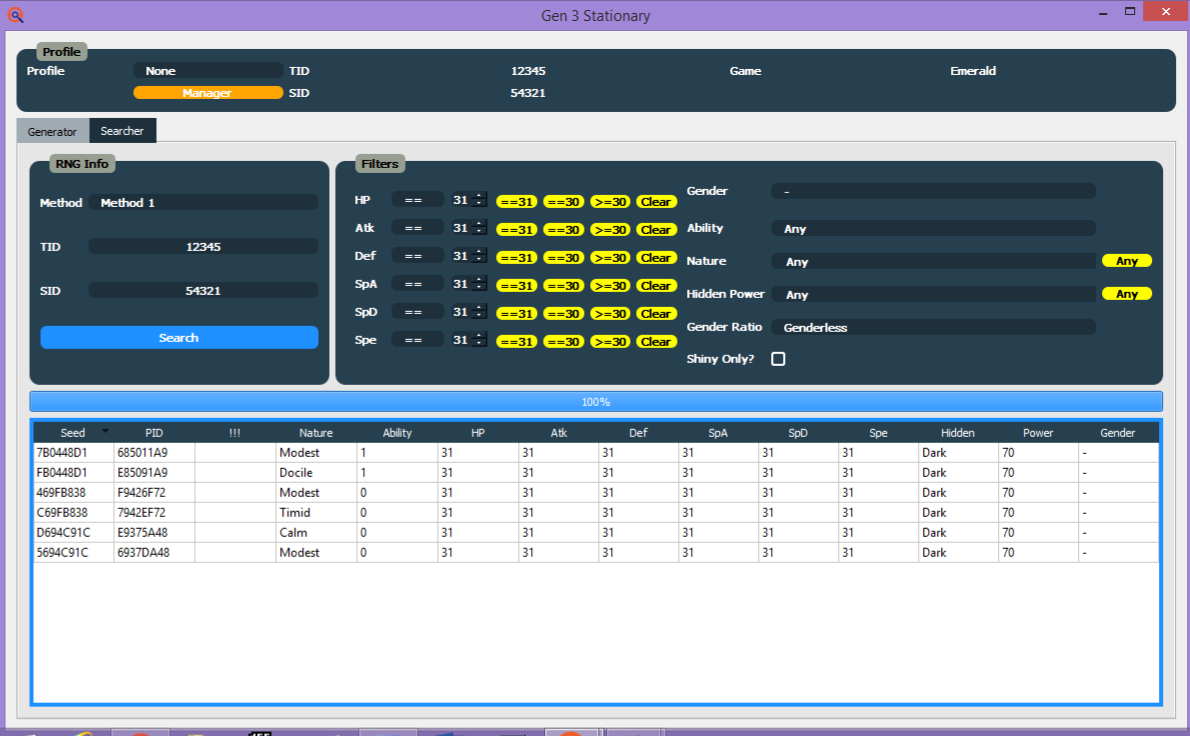 Gen 3 Stationary
Profile
Profile None TID 12345 Game Emerald
Manager SID 54321
Generator Searcher
RNG Info
Method Method 1
TID 12345
SID 54321
Search
Filters
HP == 31 ==31 ==30 >=30 Clear
Atk == 31 ==31 ==30 >=30 Clear
Def == 31 ==31 ==30 >=30 Clear
SpA == 31 ==31 ==30 >=30 Clear
SpD == 31 ==31 ==30 >=30 Clear
Spe == 31 ==31 ==30 >=30 Clear
Gender -
Ability Any
Nature Any Any
Hidden Power Any Any
Gender Ratio Genderless
Shiny Only?
100%
Seed PID !!! Nature Ability HP Atk Def SpA SpD Spe Hidden Power Gender
7B0448D1 685011A9 Modest 1 31 31 31 31 31 31 Dark 70 -
FB0448D1 E85091A9 Docile 1 31 31 31 31 31 31 Dark 70 -
469FB838 F9426F72 Modest 0 31 31 31 31 31 31 Dark 70 -
C69FB838 7942EF72 Timid 0 31 31 31 31 31 31 Dark 70 -
D694C91C E9375A48 Calm 0 31 31 31 31 31 31 Dark 70 -
5694C91C 6937DA48 Modest 0 31 31 31 31 31 31 Dark 70 -